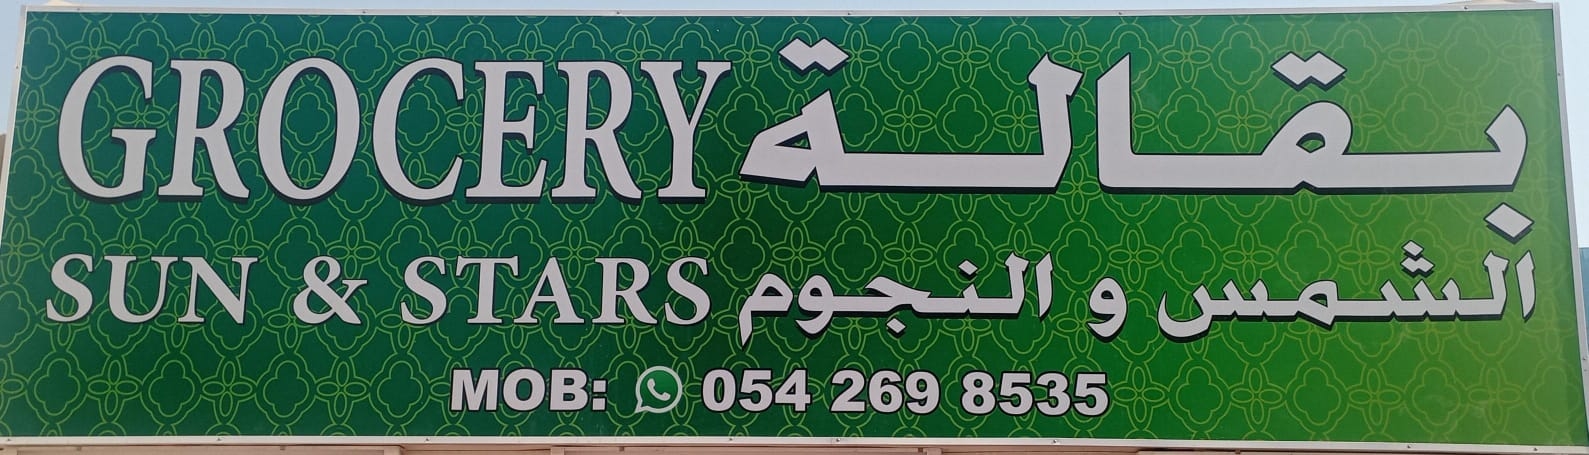 GROCERY بقالة
SUN & STARS الشمس و النجوم
MOB: 054 269 8535